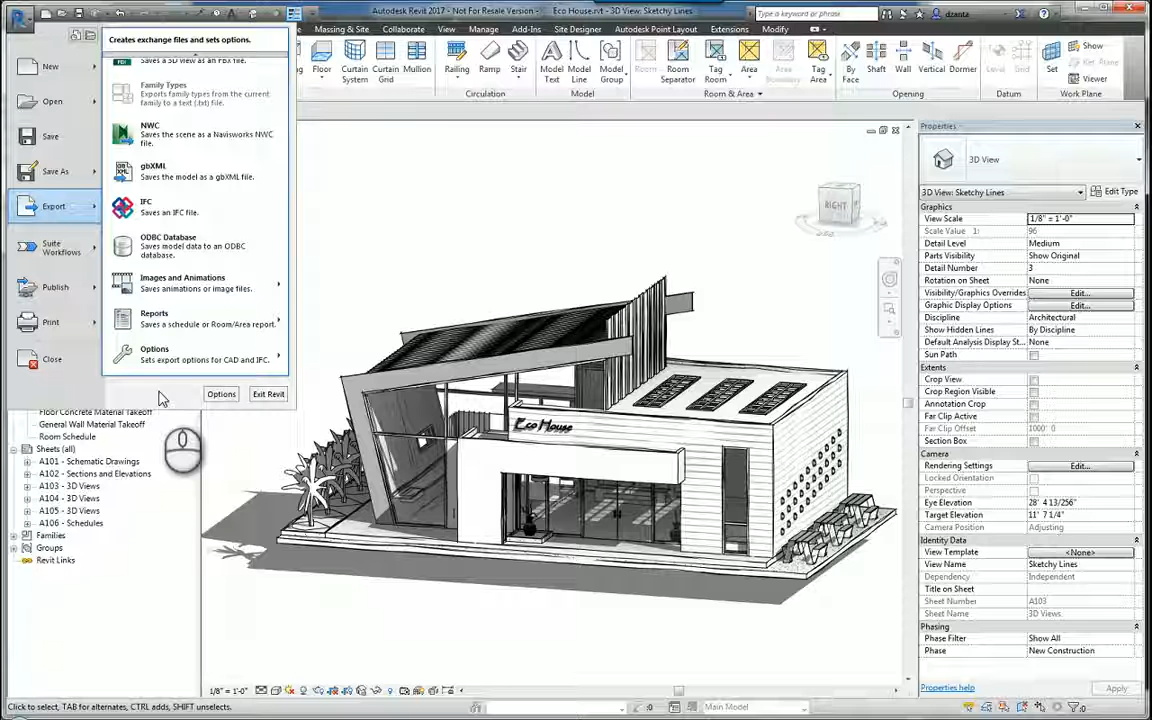 Autodesk Revit 2017 - Not For Resale Version - Eco House.rvt - 3D View: Sketchy Lines
Type a keyword or phrase
dzanta
Massing & Site Collaborate View Manage Add-Ins Site Designer Autodesk Point Layout Extensions Modify
Creates exchange files and sets options.
Saves a 3D view as an FBX file.
Family Types
Exports family types from the current
family to a text (.txt) file.
NWC
Saves the scene as a Navisworks NWC
file.
gbXML
Saves the model as a gbXML file.
IFC
Saves an IFC file.
ODBC Database
Saves model data to an ODBC
database.
Images and Animations
Saves animations or image files.
Reports
Saves a schedule or Room/Area report.
Options
Sets export options for CAD and IFC.
Options
Exit Revit
New
Open
Save
Save As
Export
Suite
Workflows
Publish
Print
Close
Floor
Curtain
System
Curtain
Grid
Mullion
Railing
Ramp
Stair
Circulation
Model
Text
Model
Line
Model
Group
Model
Room
Room
Separator
Tag
Room
Area
Area
Boundary
Tag
Area
Room & Area
By
Face
Shaft
Wall
Vertical
Dormer
Opening
Level
Grid
Datum
Set
Show
Ref Plane
Viewer
Work Plane
Floor Concrete Material Takeoff
General Wall Material Takeoff
Room Schedule
Sheets (all)
A101 - Schematic Drawings
A102 - Sections and Elevations
A103 - 3D Views
A104 - 3D Views
A105 - 3D Views
A106 - Schedules
Families
Groups
Revit Links
RIGHT
Eco House
Properties
3D View
3D View: Sketchy Lines
Edit Type
Graphics
View Scale 1/8" = 1'-0"
Scale Value 1: 96
Detail Level Medium
Parts Visibility Show Original
Detail Number 3
Rotation on Sheet None
Visibility/Graphics Overrides Edit...
Graphic Display Options Edit...
Discipline Architectural
Show Hidden Lines By Discipline
Default Analysis Display St... None
Sun Path
Extents
Crop View
Crop Region Visible
Annotation Crop
Far Clip Active
Far Clip Offset 1000' 0
Section Box
Camera
Rendering Settings Edit...
Locked Orientation
Perspective
Eye Elevation 28' 4 13/256"
Target Elevation 11' 7 1/4"
Camera Position Adjusting
Identity Data
View Template <None>
View Name Sketchy Lines
Dependency Independent
Title on Sheet
Sheet Number A103
Sheet Name 3D Views
Phasing
Phase Filter Show All
Phase New Construction
Properties help
Apply
1/8" = 1'-0"
Click to select, TAB for alternates, CTRL adds, SHIFT unselects.
:0
Main Model
:0